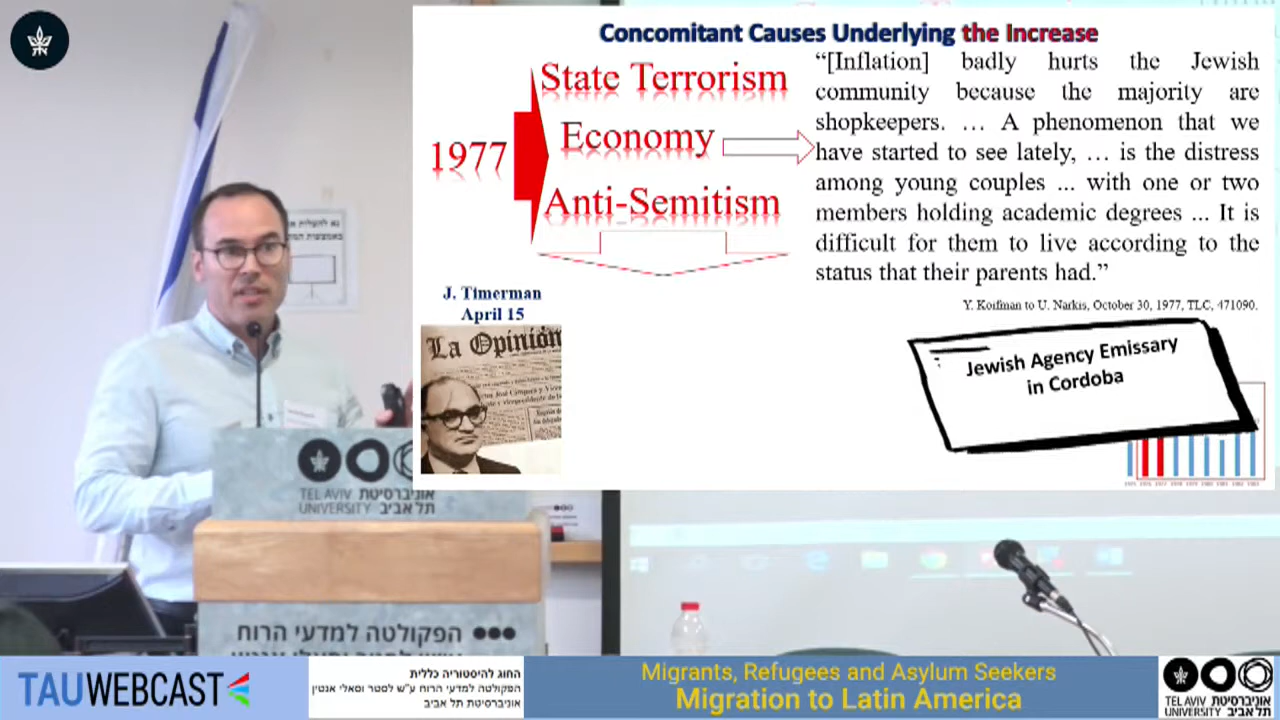 Concomitant Causes Underlying the Increase
1977
State Terrorism
Economy
Anti-Semitism
“[Inflation] badly hurts the Jewish
community because the majority are
shopkeepers. … A phenomenon that we
have started to see lately, … is the distress
among young couples ... with one or two
members holding academic degrees ... It is
difficult for them to live according to the
status that their parents had.”
Y. Koifman to U. Narkis, October 30, 1977, TLC, 471090.
J. Timerman
April 15
La Opinión
Jewish Agency Emissary
in Cordoba
TEL AVIV אוניברסיטת
UNIVERSITY תל אביב
הפקולטה למדעי הרוח
TAUWEBCAST
החוג להיסטוריה כללית
הפקולטה למדעי הרוח ע"ש לסטר וסאלי אנטין
אוניברסיטת תל אביב
Migrants, Refugees and Asylum Seekers
Migration to Latin America
TEL AVIV אוניברסיטת
UNIVERSITY תל אביב